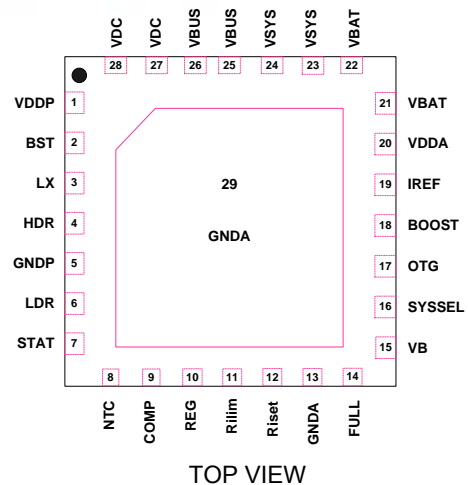 VDC VDC VBUS VBUS VSYS VSYS VBAT
28 27 26 25 24 23 22
VDDP 1
BST 2
LX 3
HDR 4
GNDP 5
LDR 6
STAT 7
29
GNDA
21 VBAT
20 VDDA
19 IREF
18 BOOST
17 OTG
16 SYSSEL
15 VB
8 9 10 11 12 13 14
NTC COMP REG Rilim Riset GNDA FULL
TOP VIEW